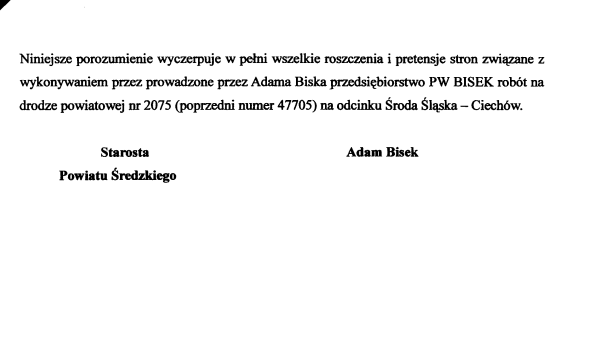 Niniejsze porozumienie wyczerpuje w pełni wszelkie roszczenia i pretensje stron związane z
wykonywaniem przez prowadzone przez Adama Biska przedsiębiorstwo PW BISEK robót na
drodze powiatowej nr 2075 (poprzedni numer 47705) na odcinku Środa Śląska – Ciechów.
Starosta Adam Bisek
Powiatu Średzkiego